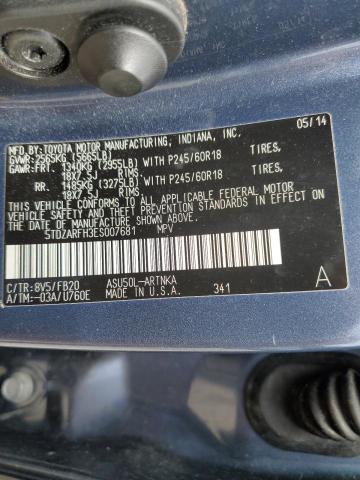 MFD. BY: TOYOTA MOTOR MANUFACTURING, INDIANA, INC. 05/14
GVWR: 2565KG (5665LB)
GAWR:FRT. 1340KG (2955LB) WITH P245/60R18 TIRES,
18X7.5J RIMS
RR. 1485KG (3275LB) WITH P245/60R18 TIRES,
18X7.5J RIMS
THIS VEHICLE CONFORMS TO ALL APPLICABLE FEDERAL
MOTOR VEHICLE SAFETY AND THEFT PREVENTION
STANDARDS IN EFFECT ON THE DATE OF
MANUFACTURE SHOWN ABOVE.
5TDZARFH3ES007681 MPV
C/TR: 8V5/FB20 ASU50L-ARTNKA A
A/TM:-03A/U760E MADE IN U.S.A. 341